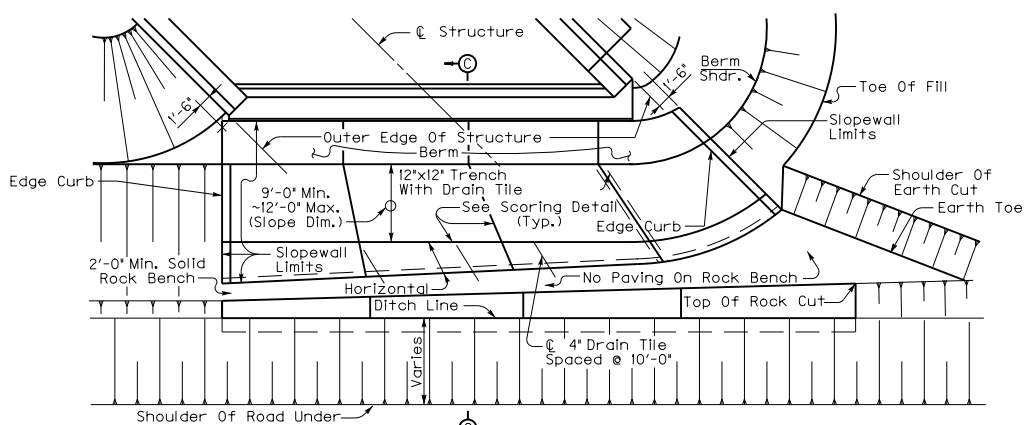 ℄ Structure
C
1'-6"
1'-6"
Berm
Shdr.
Toe Of Fill
Slopewall
Limits
Outer Edge Of Structure
Berm
Edge Curb
12"x12" Trench
With Drain Tile
9'-0" Min.
~12'-0" Max.
(Slope Dim.)
See Scoring Detail
(Typ.)
Edge Curb
Shoulder Of
Earth Cut
Earth Toe
Slopewall
Limits
2'-0" Min. Solid
Rock Bench
Horizontal
No Paving On Rock Bench
Ditch Line
Top Of Rock Cut
Varies
℄ 4" Drain Tile
Spaced @ 10'-0"
Shoulder Of Road Under